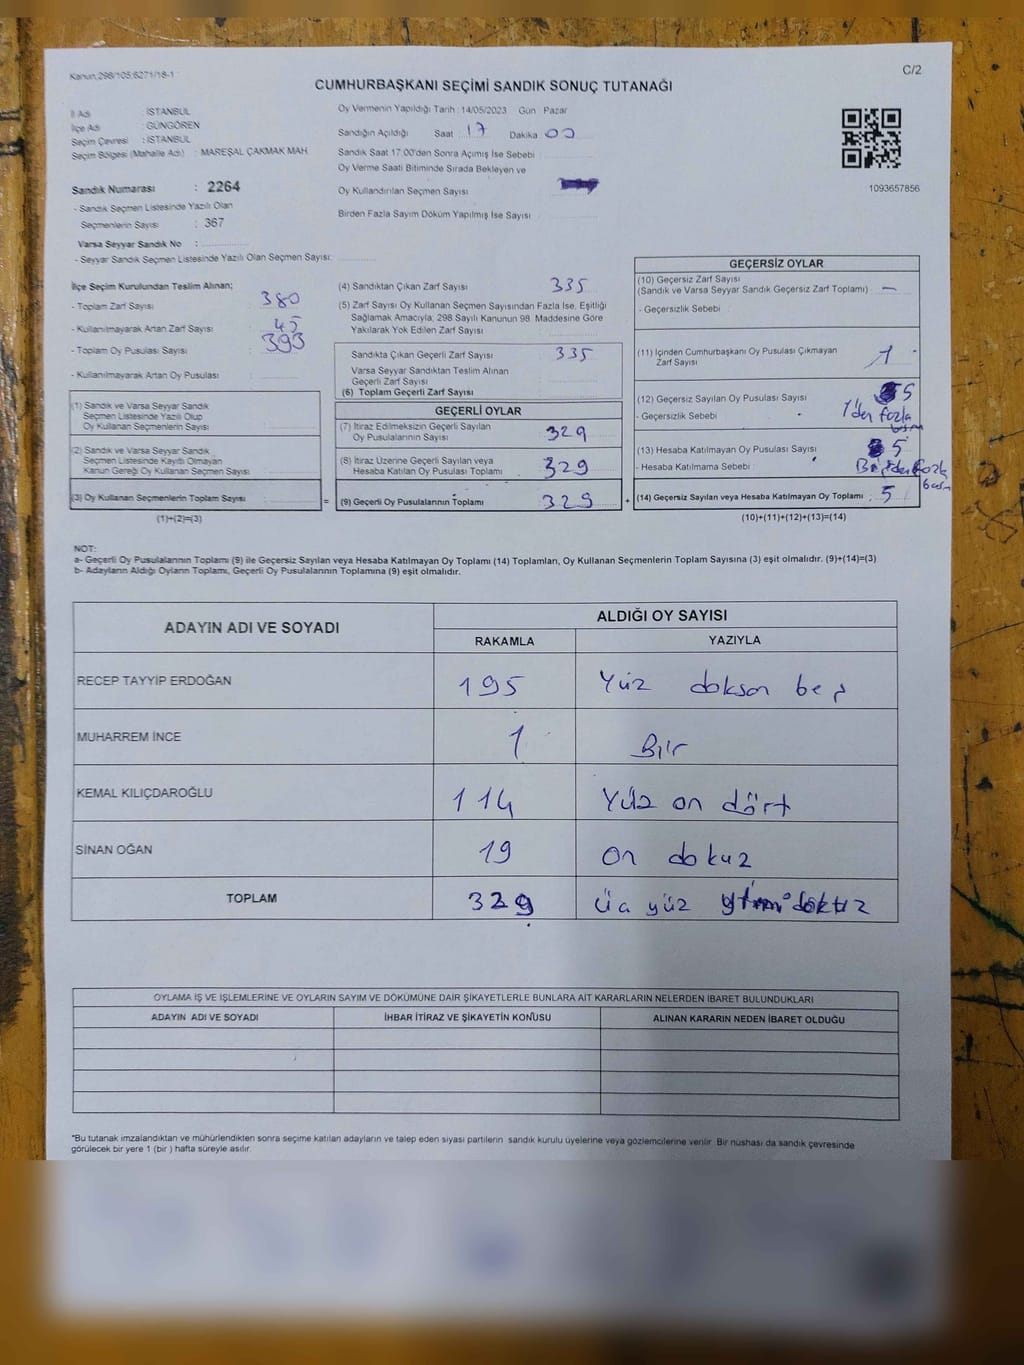 Kanun,298/105,6271/18-1
C/2
CUMHURBAŞKANI SEÇİMİ SANDIK SONUÇ TUTANAĞI
İl Adı : İSTANBUL
İlçe Adı : GÜNGÖREN
Seçim Çevresi : İSTANBUL
Seçim Bölgesi (Mahalle Adı) : MAREŞAL ÇAKMAK MAH.
Sandık Numarası : 2264
- Sandık Seçmen Listesinde Yazılı Olan
Seçmenlerin Sayısı : 367
Varsa Seyyar Sandık No :
- Seyyar Sandık Seçmen Listesinde Yazılı Olan Seçmen Sayısı:
Oy Vermenin Yapıldığı Tarih : 14/05/2023 Gün Pazar
Sandığın Açıldığı Saat : 17 Dakika 00
Sandık Saat 17:00'den Sonra Açımış İse Sebebi :
Oy Verme Saati Bitiminde Sırada Bekleyen ve
Oy Kullandırılan Seçmen Sayısı
Birden Fazla Sayım Döküm Yapılmış İse Sayısı :
1093657856
İlçe Seçim Kurulundan Teslim Alınan;
- Toplam Zarf Sayısı : 380
- Kullanılmayarak Artan Zarf Sayısı : 45
- Toplam Oy Pusulası Sayısı : 393
- Kullanılmayarak Artan Oy Pusulası :
(1) Sandık ve Varsa Seyyar Sandık
Seçmen Listesinde Yazılı Olup
Oy Kullanan Seçmenlerin Sayısı :
(2) Sandık ve Varsa Seyyar Sandık
Seçmen Listesinde Kayıtlı Olmayan
Kanun Gereği Oy Kullanan Seçmen Sayısı :
(3) Oy Kullanan Seçmenlerin Toplam Sayısı :
(1)+(2)=(3)
=
(4) Sandıktan Çıkan Zarf Sayısı : 335
(5) Zarf Sayısı Oy Kullanan Seçmen Sayısından Fazla İse, Eşitliği
Sağlamak Amacıyla, 298 Sayılı Kanunun 98. Maddesine Göre
Yakılarak Yok Edilen Zarf Sayısı :
Sandıkta Çıkan Geçerli Zarf Sayısı : 335
Varsa Seyyar Sandıktan Teslim Alınan
Geçerli Zarf Sayısı :
(6) Toplam Geçerli Zarf Sayısı :
GEÇERLİ OYLAR
(7) İtiraz Edilmeksizin Geçerli Sayılan
Oy Pusulalarının Sayısı : 329
(8) İtiraz Üzerine Geçerli Sayılan veya
Hesaba Katılan Oy Pusulası Toplamı : 329
(9) Geçerli Oy Pusulalarının Toplamı : 329
+
GEÇERSİZ OYLAR
(10) Geçersiz Zarf Sayısı
(Sandık ve Varsa Seyyar Sandık Geçersiz Zarf Toplamı) : –
- Geçersizlik Sebebi :
(11) İçinden Cumhurbaşkanı Oy Pusulası Çıkmayan
Zarf Sayısı : 1
(12) Geçersiz Sayılan Oy Pusulası Sayısı : 5
- Geçersizlik Sebebi : 1'den fazla
(13) Hesaba Katılmayan Oy Pusulası Sayısı : 5
- Hesaba Katılmama Sebebi :
(14) Geçersiz Sayılan veya Hesaba Katılmayan Oy Toplamı : 5
(10)+(11)+(12)+(13)=(14)
NOT:
a- Geçerli Oy Pusulalarının Toplamı (9) ile Geçersiz Sayılan veya Hesaba Katılmayan Oy Toplamı (14) Toplamları, Oy Kullanan Seçmenlerin Toplam Sayısına (3) eşit olmalıdır. (9)+(14)=(3)
b- Adayların Aldığı Oyların Toplamı, Geçerli Oy Pusulalarının Toplamına (9) eşit olmalıdır.
ADAYIN ADI VE SOYADI
ALDIĞI OY SAYISI
RAKAMLA YAZIYLA
RECEP TAYYİP ERDOĞAN 195 Yüz doksan beş
MUHARREM İNCE 1 Bir
KEMAL KILIÇDAROĞLU 114 Yüz on dört
SİNAN OĞAN 19 on dokuz
TOPLAM 329 üç yüz
OYLAMA İŞ VE İŞLEMLERİNE VE OYLARIN SAYIM VE DÖKÜMÜNE DAİR ŞİKAYETLERLE BUNLARA AİT KARARLARIN NELERDEN İBARET BULUNDUKLARI
ADAYIN ADI VE SOYADI İHBAR İTİRAZ VE ŞİKAYETİN KONUSU ALINAN KARARIN NEDEN İBARET OLDUĞU
*Bu tutanak imzalandıktan ve mühürlendikten sonra seçime katılan adayların ve talep eden siyasi partilerin sandık kurulu üyelerine veya gözlemcilerine verilir. Bir nüshası da sandık çevresinde
görülecek bir yere 1 (bir ) hafta süreyle asılır.